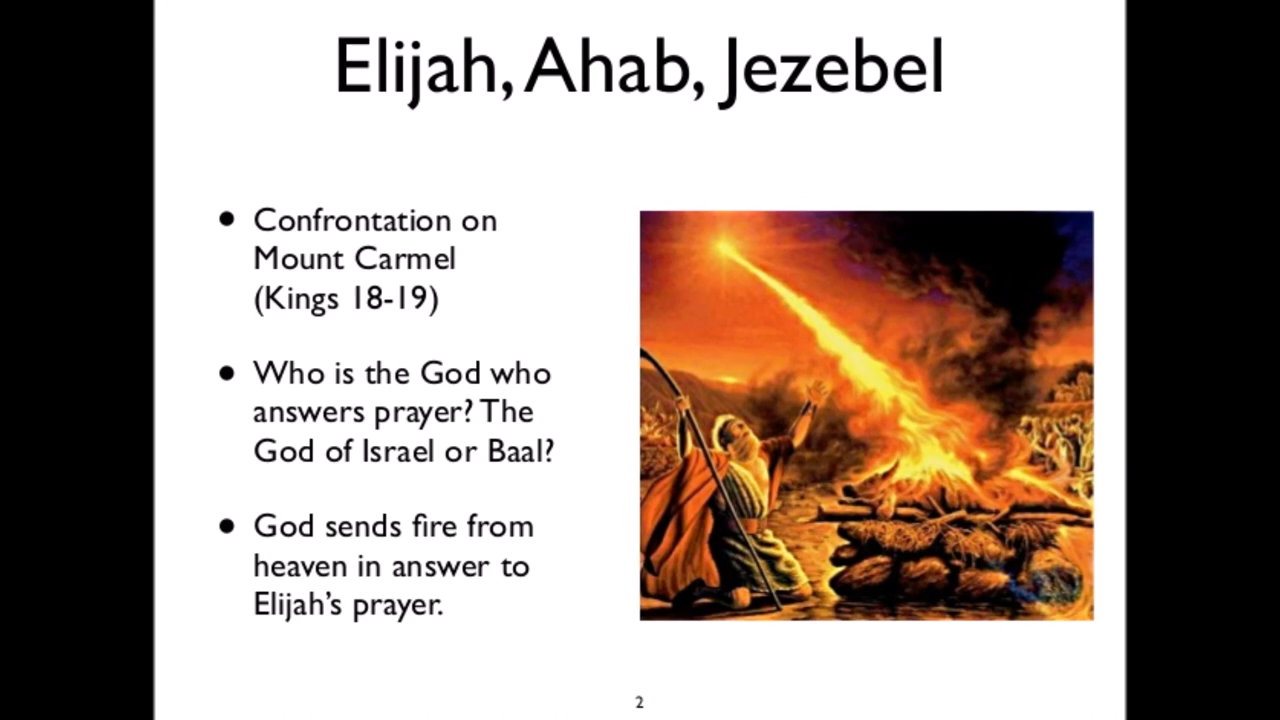 Elijah, Ahab, Jezebel
• Confrontation on
Mount Carmel
(Kings 18-19)
• Who is the God who
answers prayer? The
God of Israel or Baal?
• God sends fire from
heaven in answer to
Elijah’s prayer.
2